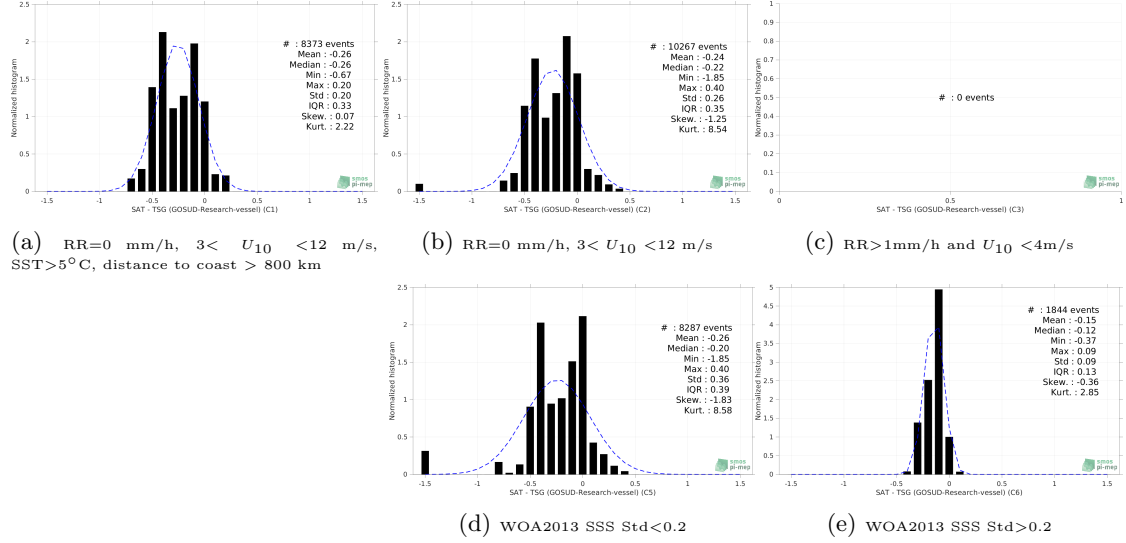 2.5
2
1.5
1
0.5
0
-1.5 -1 -0.5 0 0.5 1 1.5
Normalized histogram
SAT - TSG (GOSUD-Research-vessel) (C1)
# : 8373 events
Mean : -0.26
Median : -0.26
Min : -0.67
Max : 0.20
Std : 0.20
IQR : 0.33
Skew. : 0.07
Kurt. : 2.22
smos
pi-mep
(a) RR=0 mm/h, 3< U10 <12 m/s,
SST>5°C, distance to coast > 800 km
2.5
2
1.5
1
0.5
0
-1.5 -1 -0.5 0 0.5 1 1.5
Normalized histogram
SAT - TSG (GOSUD-Research-vessel) (C2)
# : 10267 events
Mean : -0.24
Median : -0.22
Min : -1.85
Max : 0.40
Std : 0.26
IQR : 0.35
Skew. : -1.25
Kurt. : 8.54
smos
pi-mep
(b) RR=0 mm/h, 3< U10 <12 m/s
1
0.9
0.8
0.7
0.6
0.5
0.4
0.3
0.2
0.1
0
0 0.5 1
Normalized histogram
SAT - TSG (GOSUD-Research-vessel) (C3)
# : 0 events
smos
pi-mep
(c) RR>1mm/h and U10 <4m/s
2.5
2
1.5
1
0.5
0
-1.5 -1 -0.5 0 0.5 1 1.5
Normalized histogram
SAT - TSG (GOSUD-Research-vessel) (C5)
# : 8287 events
Mean : -0.26
Median : -0.20
Min : -1.85
Max : 0.40
Std : 0.36
IQR : 0.39
Skew. : -1.83
Kurt. : 8.58
smos
pi-mep
(d) WOA2013 SSS Std<0.2
5
4.5
4
3.5
3
2.5
2
1.5
1
0.5
0
-1.5 -1 -0.5 0 0.5 1 1.5
Normalized histogram
SAT - TSG (GOSUD-Research-vessel) (C6)
# : 1844 events
Mean : -0.15
Median : -0.12
Min : -0.37
Max : 0.09
Std : 0.09
IQR : 0.13
Skew. : -0.36
Kurt. : 2.85
smos
pi-mep
(e) WOA2013 SSS Std>0.2